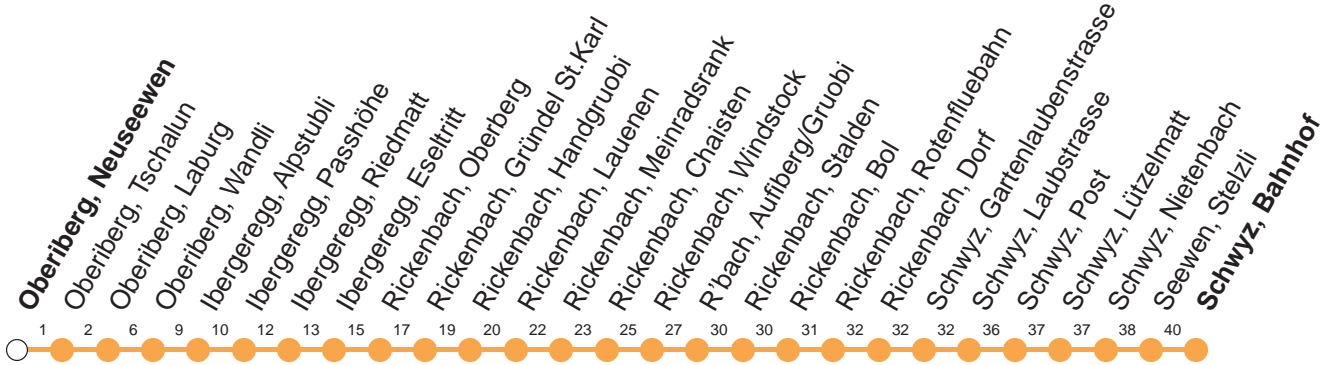 Oberiberg, Neuseewen
Oberiberg, Tschalun
Oberiberg, Laburg
Oberiberg, Wandli
Ibergeregg, Alpstubli
Ibergeregg, Passhöhe
Ibergeregg, Riedmatt
Ibergeregg, Eseltritt
Rickenbach, Oberberg
Rickenbach, Gründel St.Karl
Rickenbach, Handgruobi
Rickenbach, Lauenen
Rickenbach, Meinradsrank
Rickenbach, Chaisten
Rickenbach, Windstock
R'bach, Aufiberg/Gruobi
Rickenbach, Stalden
Rickenbach, Bol
Rickenbach, Rotenfluebahn
Rickenbach, Dorf
Schwyz, Gartenlaubenstrasse
Schwyz, Laubstrasse
Schwyz, Post
Schwyz, Lützelmatt
Schwyz, Nietenbach
Seewen, Stelzli
Schwyz, Bahnhof
1 2 6 9 10 12 13 15 17 19 20 22 23 25 27 30 30 31 32 32 32 36 37 37 38 40